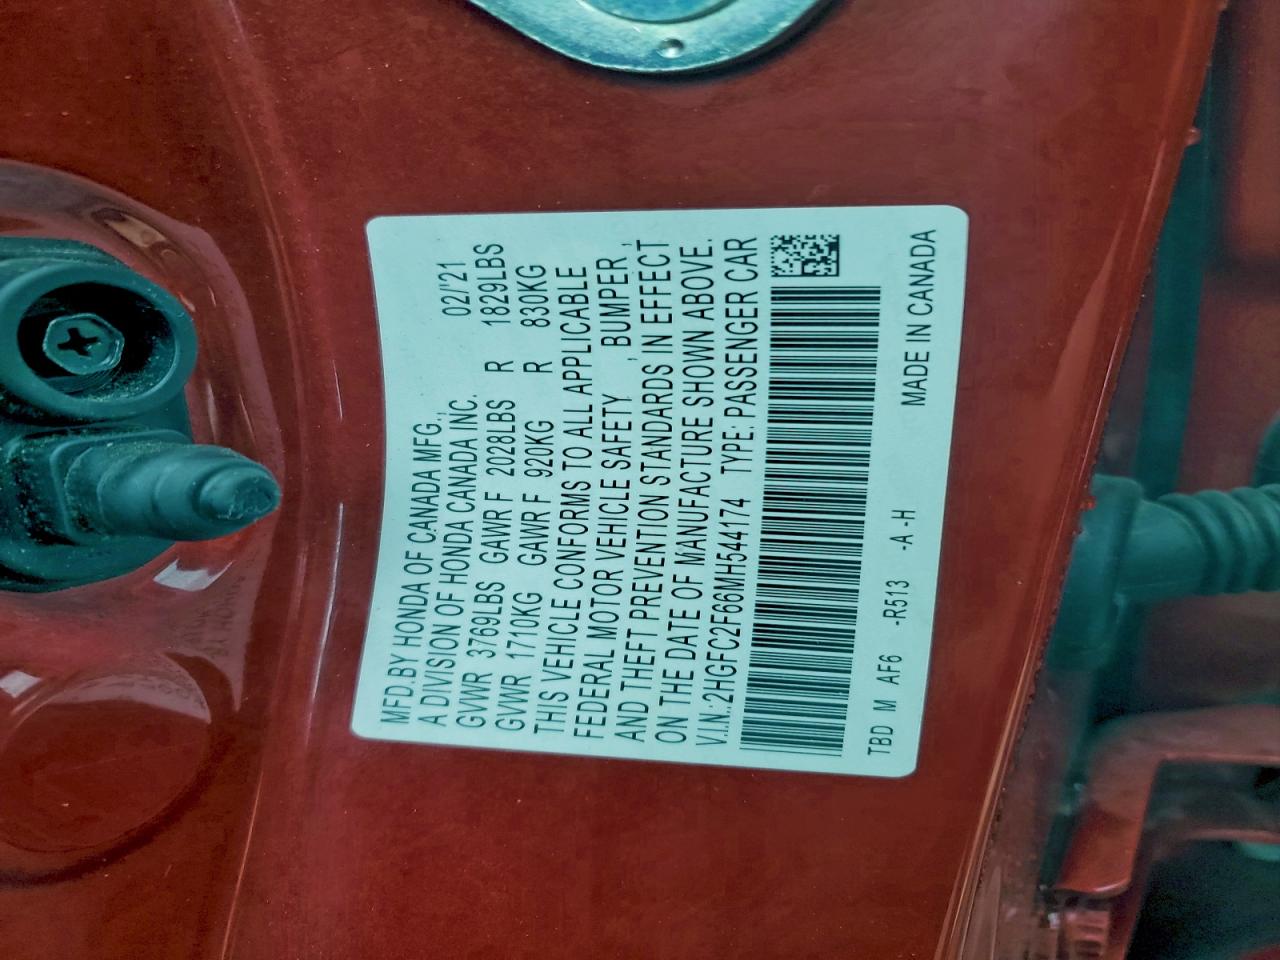 MFD.BY HONDA OF CANADA MFG., 02/'21
A DIVISION OF HONDA CANADA INC.
GVWR 3769LBS GAWR F 2028LBS R 1829LBS
GVWR 1710KG GAWR F 920KG R 830KG
THIS VEHICLE CONFORMS TO ALL APPLICABLE
FEDERAL MOTOR VEHICLE SAFETY , BUMPER ,
AND THEFT PREVENTION STANDARDS IN EFFECT
ON THE DATE OF MANUFACTURE SHOWN ABOVE.
V.I.N.:2HGFC2F66MH544174 TYPE: PASSENGER CAR
TBD M AF6 -R513 -A -H MADE IN CANADA